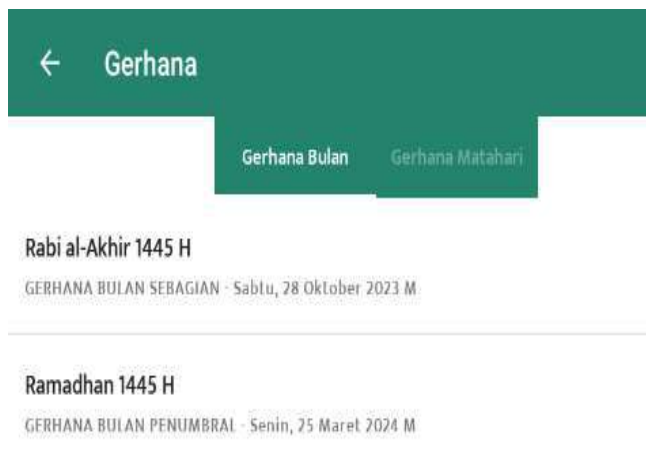 Gerhana
Gerhana Bulan Gerhana Matahari
Rabi al-Akhir 1445 H
GERHANA BULAN SEBAGIAN · Sabtu, 28 Oktober 2023 M
Ramadhan 1445 H
GERHANA BULAN PENUMBRAL · Senin, 25 Maret 2024 M